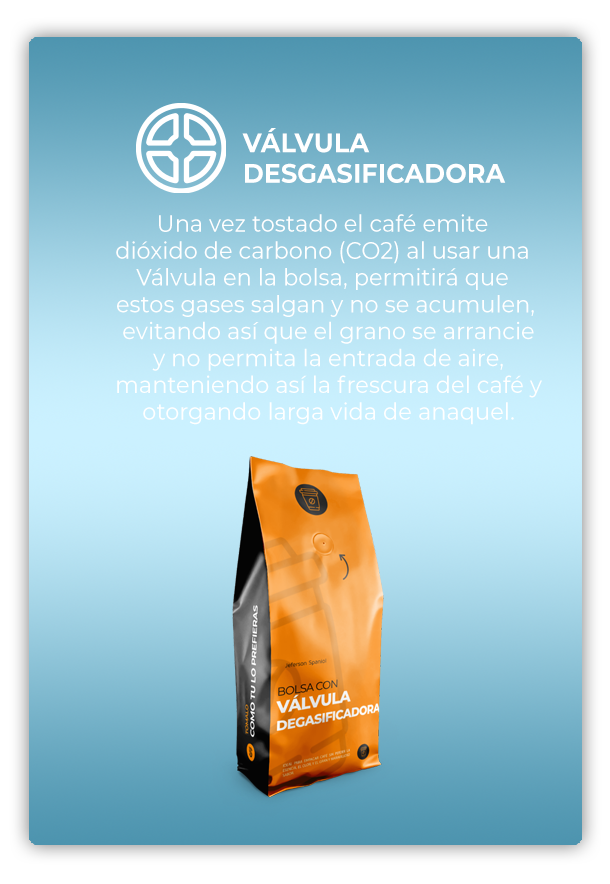 VÁLVULA
DESGASIFICADORA
Una vez tostado el café emite
dióxido de carbono (CO2) al usar una
Válvula en la bolsa, permitirá que
estos gases salgan y no se acumulen,
evitando así que el grano se arrancie
y no permita la entrada de aire,
manteniendo así la frescura del café y
otorgando larga vida de anaquel.
BOLSA CON
VÁLVULA
DEGASIFICADORA
COMO TU LO PREFIERAS